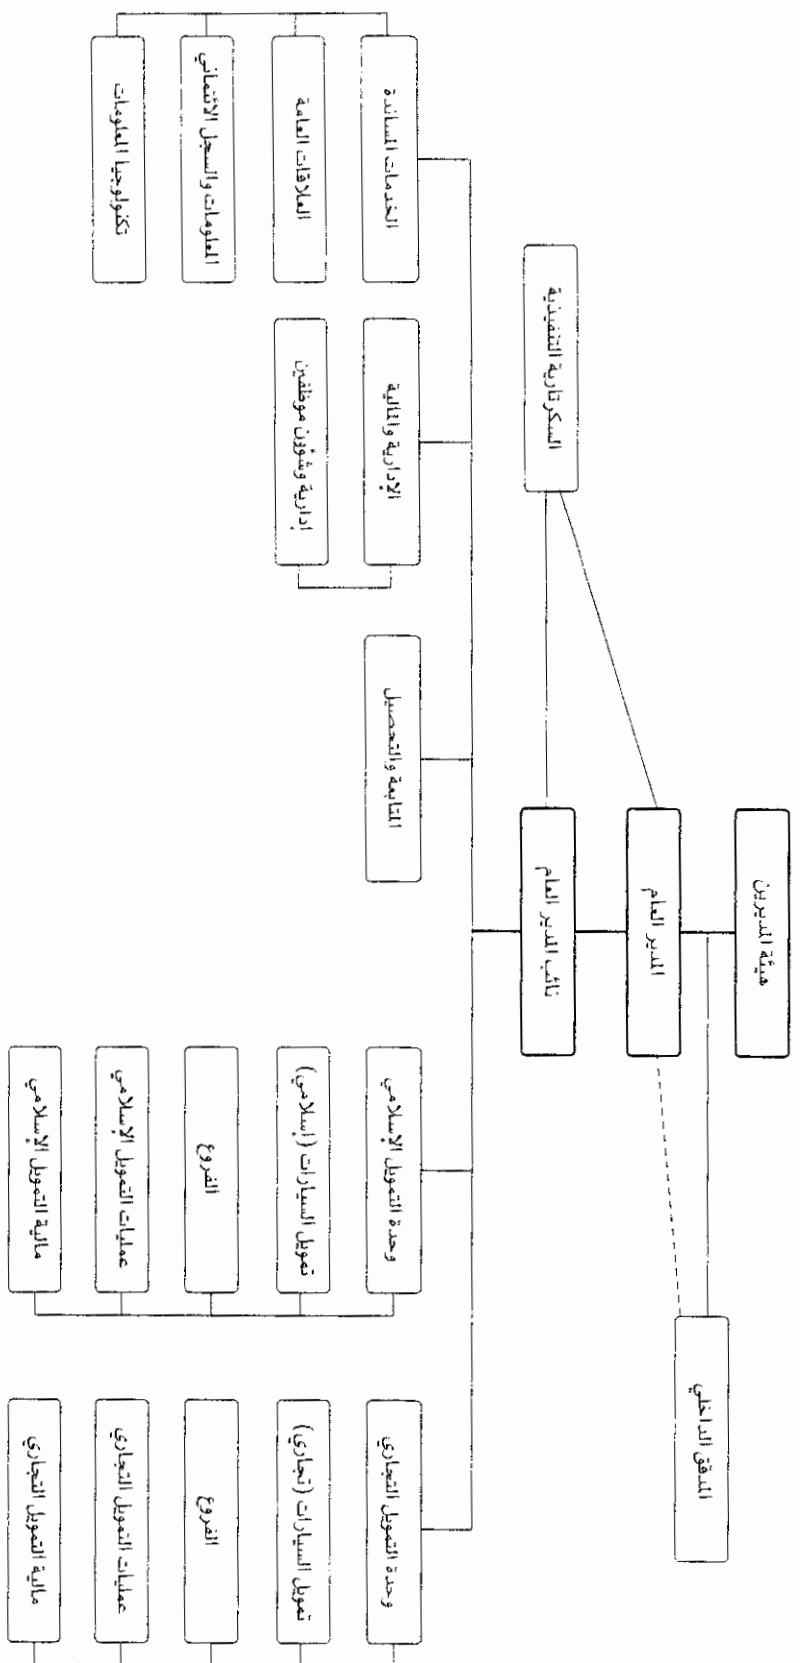 هيئة المديرين
المدير العام
المدقق الداخلي
نائب المدير العام
السكرتارية التنفيذية
وحدة التمويل التجاري
تمويل السيارات (تجاري)
الفروع
عمليات التمويل التجاري
مالية التمويل التجاري
وحدة التمويل الإسلامي
تمويل السيارات (إسلامي)
الفروع
عمليات التمويل الإسلامي
مالية التمويل الإسلامي
المتابعة والتحصيل
الإدارية والمالية
إدارية وشؤون موظفين
الخدمات المساندة
العلاقات العامة
المعلومات والسجل الائتماني
تكنولوجيا المعلومات